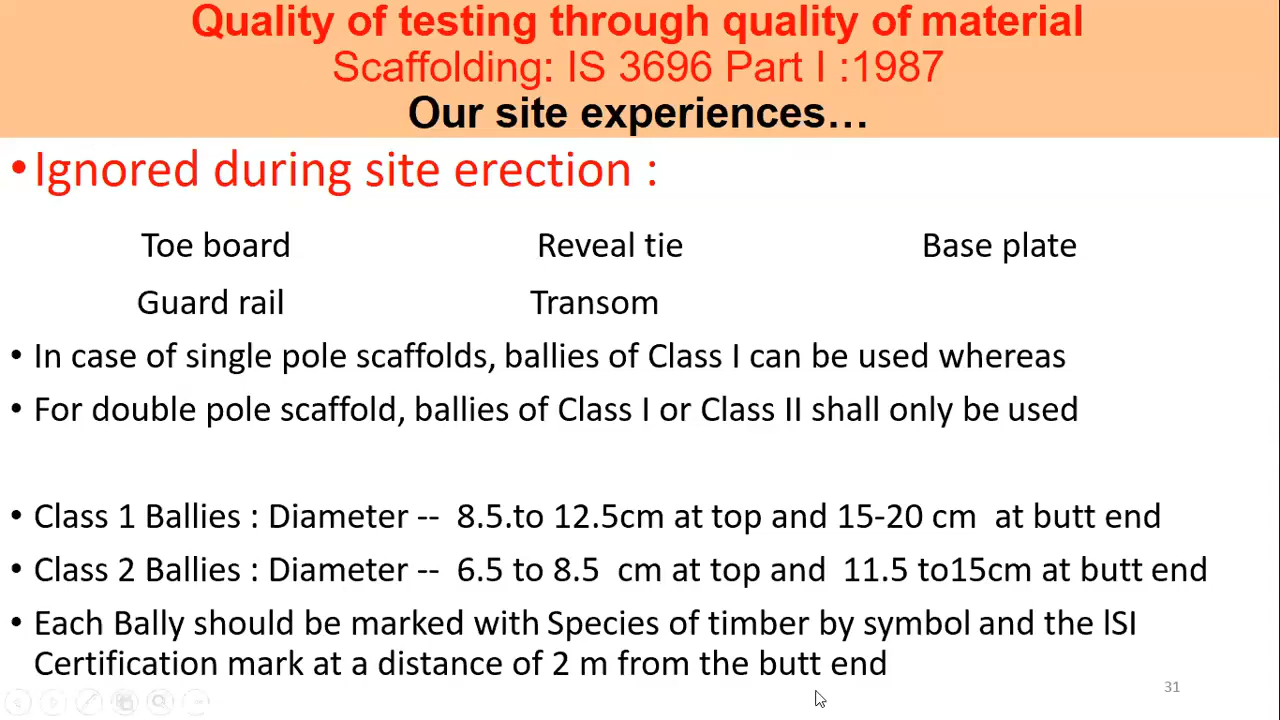 Quality of testing through quality of material
Scaffolding: IS 3696 Part I :1987
Our site experiences…
•Ignored during site erection :
Toe board Reveal tie Base plate
Guard rail Transom
• In case of single pole scaffolds, ballies of Class I can be used whereas
• For double pole scaffold, ballies of Class I or Class II shall only be used
• Class 1 Ballies : Diameter -- 8.5.to 12.5cm at top and 15-20 cm at butt end
• Class 2 Ballies : Diameter -- 6.5 to 8.5 cm at top and 11.5 to15cm at butt end
• Each Bally should be marked with Species of timber by symbol and the lSI
Certification mark at a distance of 2 m from the butt end
31